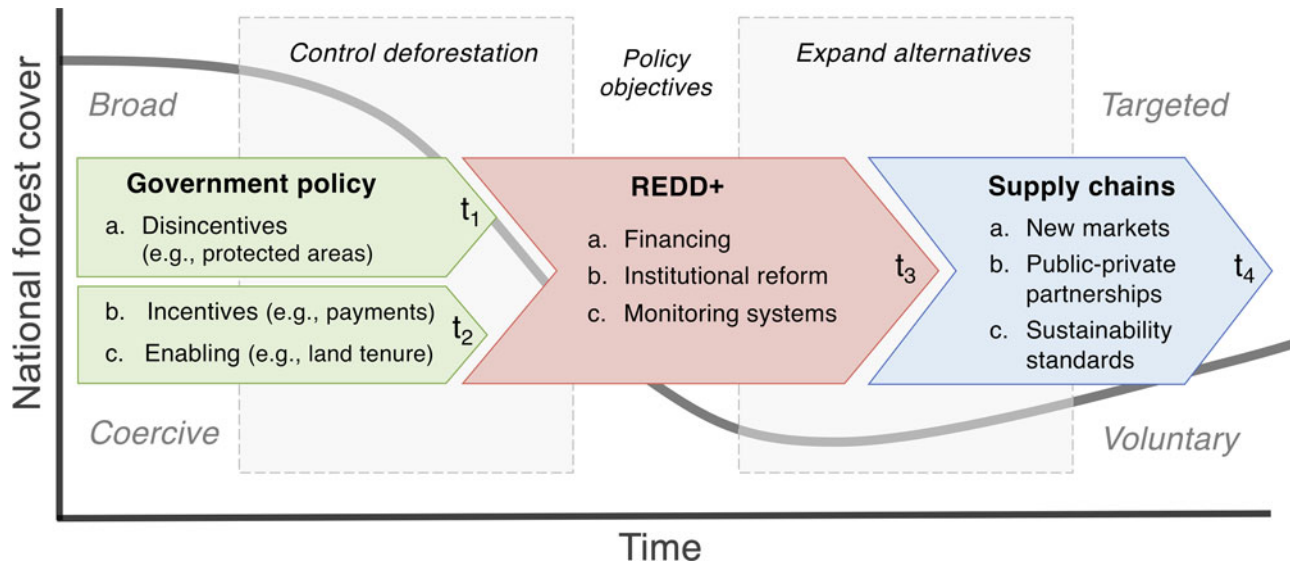 National forest cover
Control deforestation
Policy
objectives
Expand alternatives
Broad
Targeted
Government policy
a. Disincentives
(e.g., protected areas)
t1
b. Incentives (e.g., payments)
c. Enabling (e.g., land tenure)
t2
REDD+
a. Financing
b. Institutional reform
c. Monitoring systems
t3
Supply chains
a. New markets
b. Public-private
partnerships
c. Sustainability
standards
t4
Coercive
Voluntary
Time